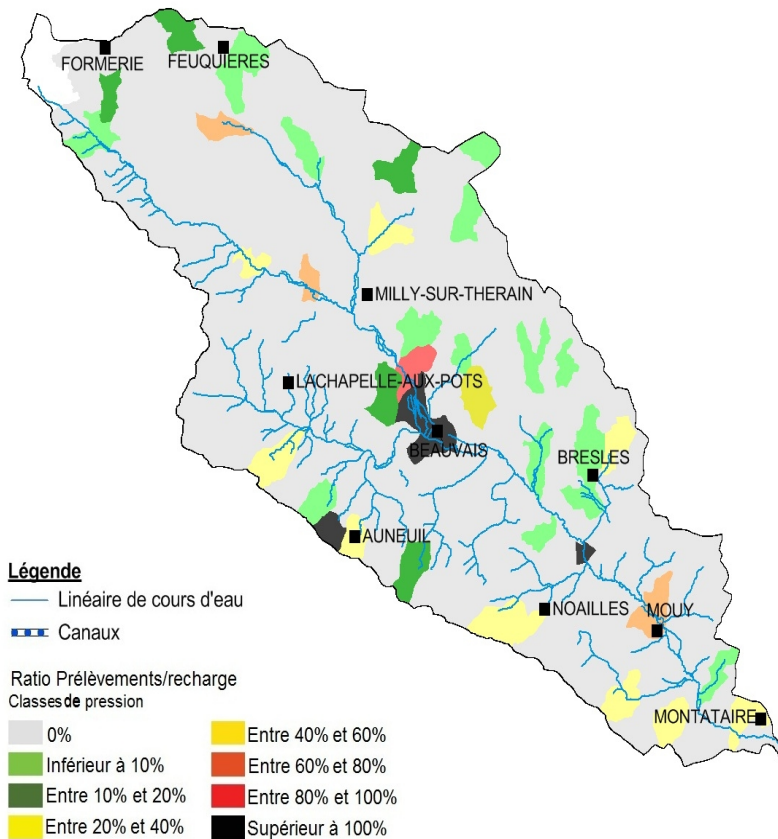 FORMERIE
FEUQUIERES
MILLY-SUR-THERAIN
LACHAPELLE-AUX-POTS
BEAUVAIS
BRESLES
AUNEUIL
NOAILLES
MOUY
MONTATAIRE
Légende
Linéaire de cours d'eau
Canaux
Ratio Prélèvements/recharge
Classes de pression
0%
Inférieur à 10%
Entre 10% et 20%
Entre 20% et 40%
Entre 40% et 60%
Entre 60% et 80%
Entre 80% et 100%
Supérieur à 100%